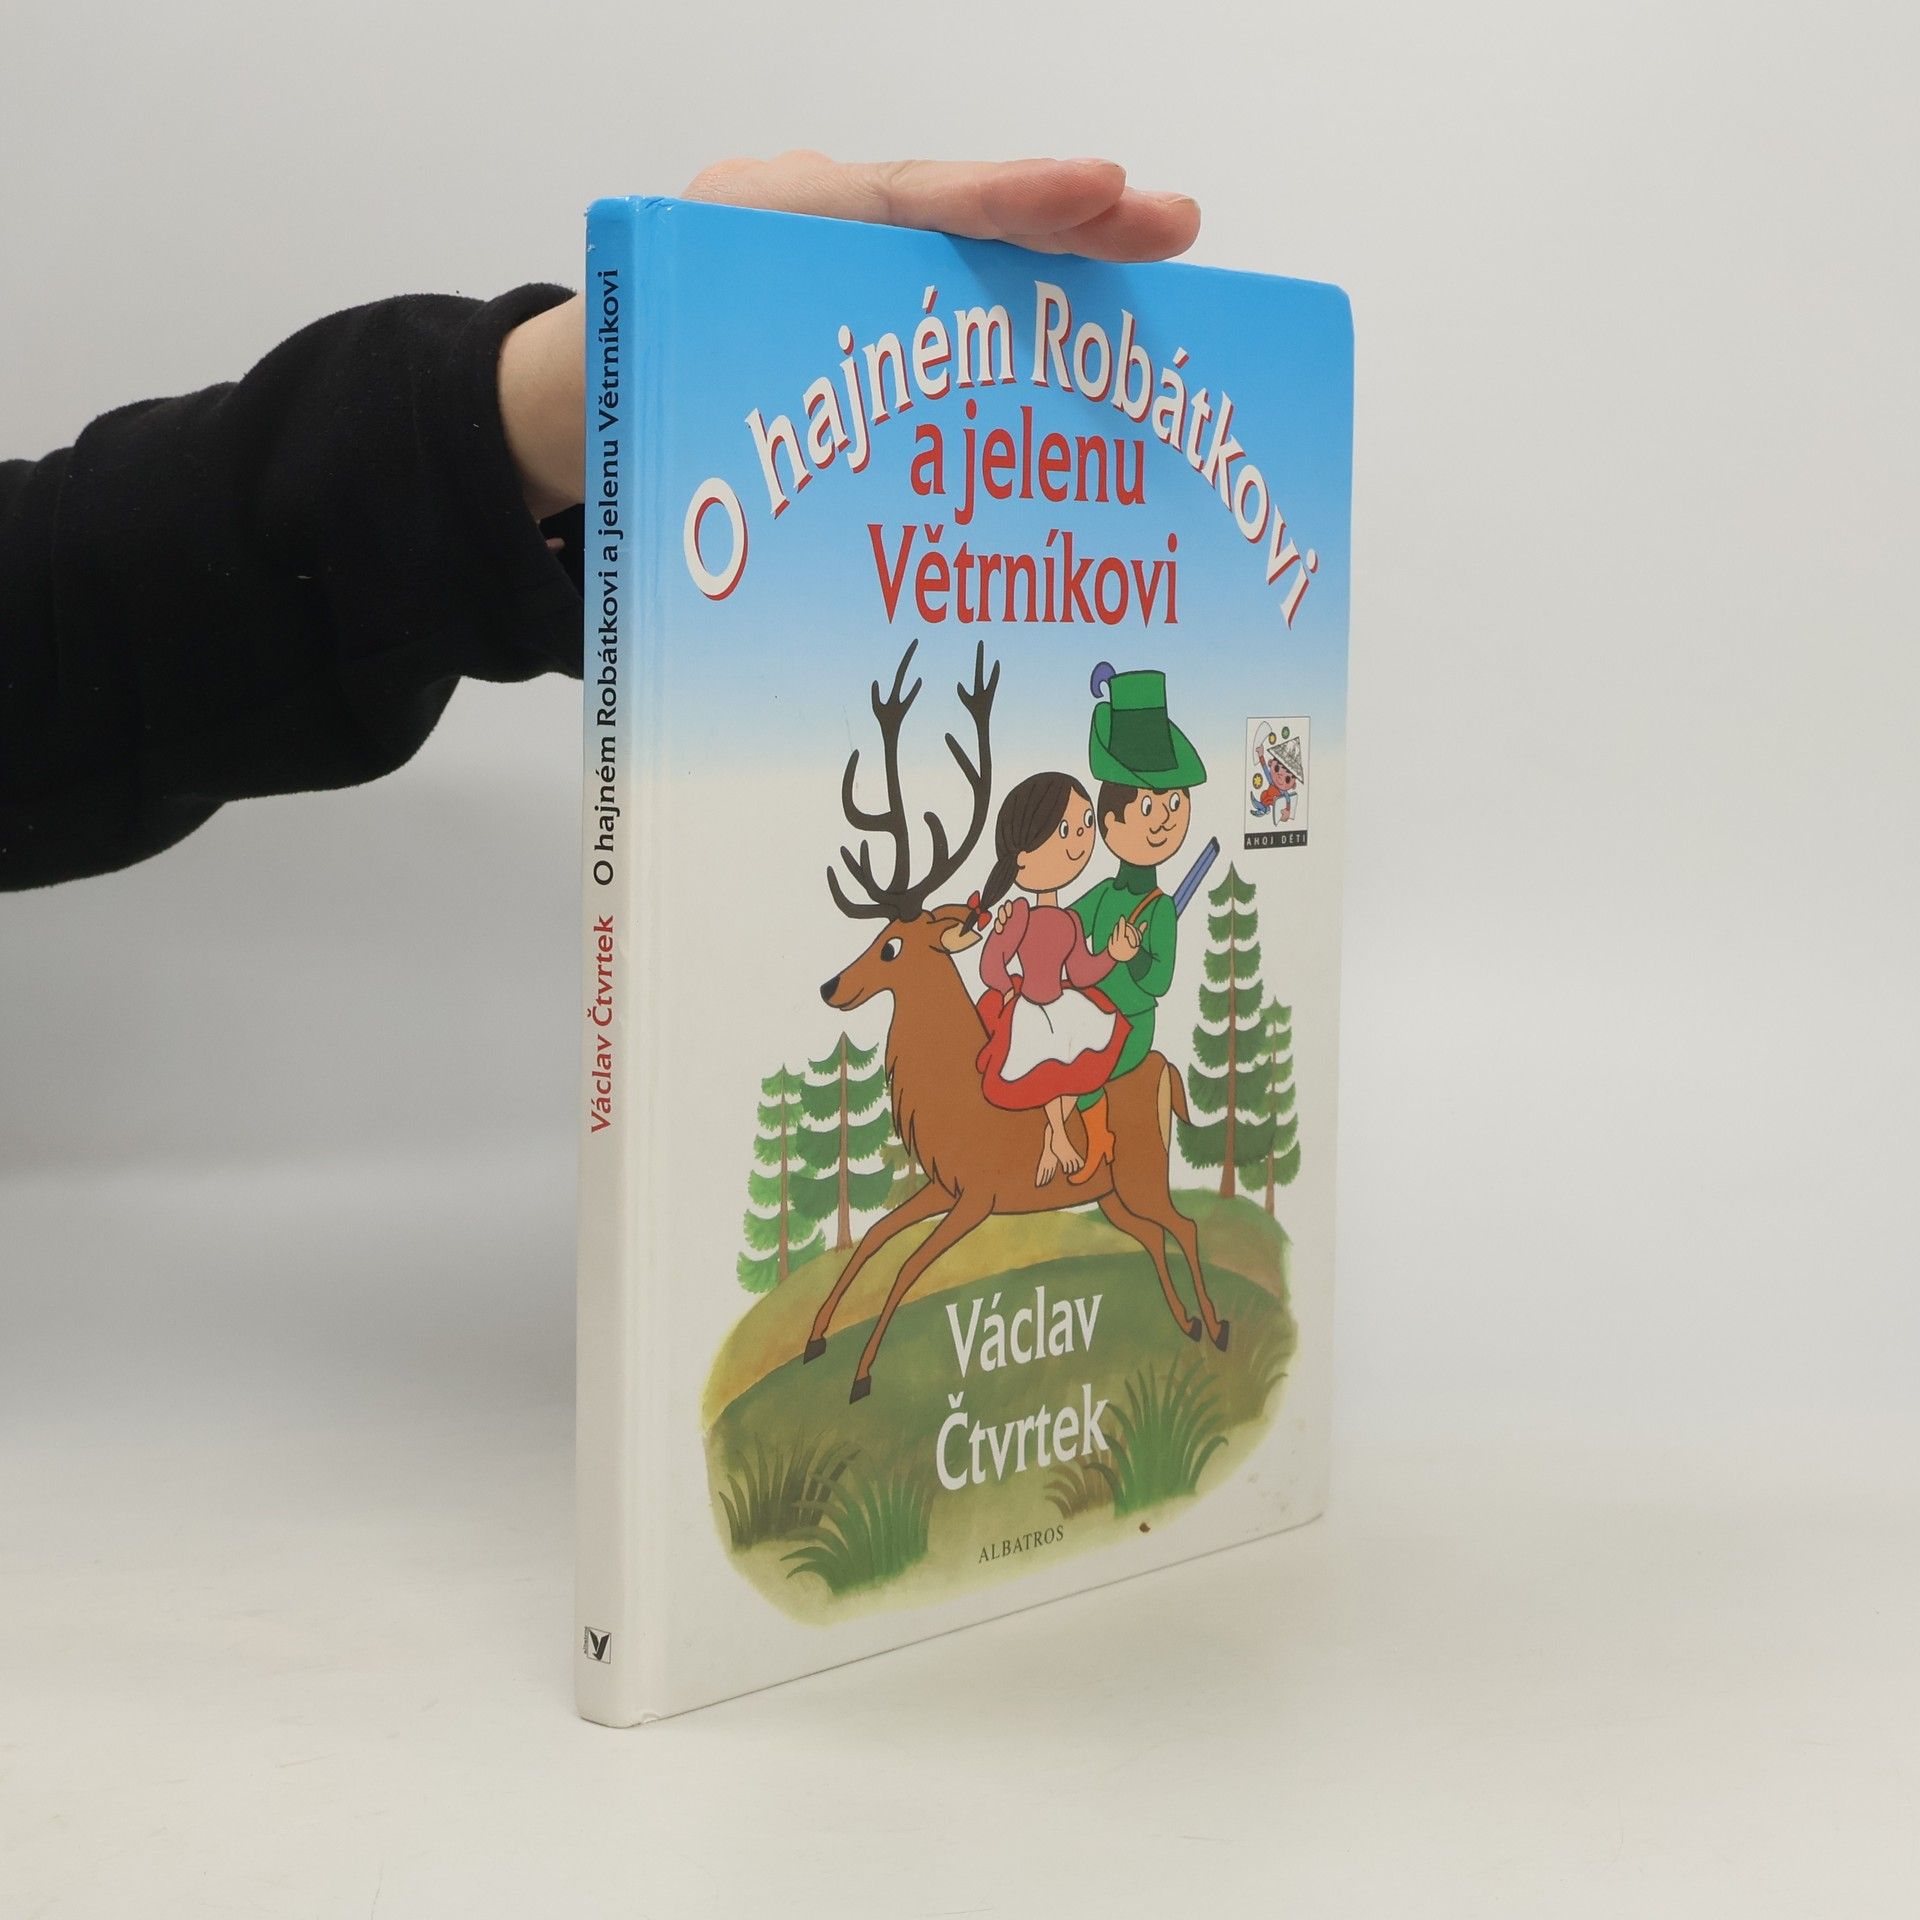 Václav Čtvrtek O hajném Robátkovi a jelenu Větrníkovi
O hajném Robátkovi
a jelenu
Větrníkovi
AHOJ DĚTI
Václav
Čtvrtek
ALBATROS